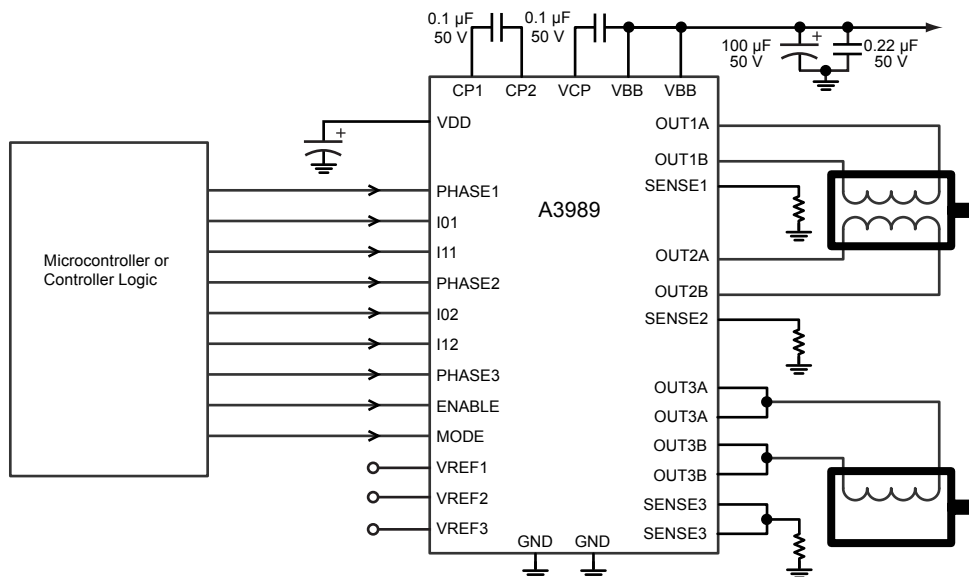 0.1 µF
50 V
0.1 µF
50 V
100 µF
50 V
+
0.22 µF
50 V
CP1
CP2
VCP
VBB
VBB
+
VDD
PHASE1
I01
I11
PHASE2
I02
I12
PHASE3
ENABLE
MODE
VREF1
VREF2
VREF3
Microcontroller or
Controller Logic
A3989
OUT1A
OUT1B
SENSE1
OUT2A
OUT2B
SENSE2
OUT3A
OUT3A
OUT3B
OUT3B
SENSE3
SENSE3
GND
GND